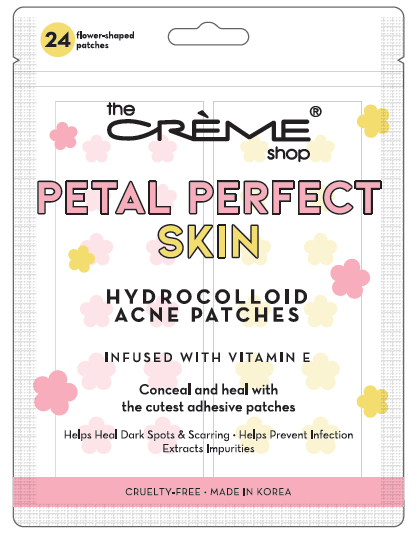 24 flower-shaped
patches
the
CRÈME®
shop
PETAL PERFECT
SKIN
HYDROCOLLOID
ACNE PATCHES
INFUSED WITH VITAMIN E
Conceal and heal with
the cutest adhesive patches
Helps Heal Dark Spots & Scarring • Helps Prevent Infection
Extracts Impurities
CRUELTY-FREE • MADE IN KOREA